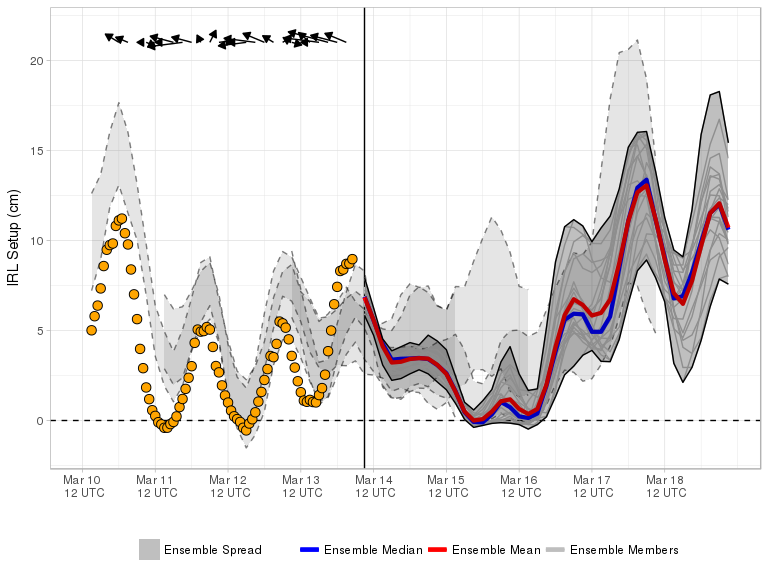 20
15
10
5
0
IRL Setup (cm)
Mar 10 Mar 11 Mar 12 Mar 13 Mar 14 Mar 15 Mar 16 Mar 17 Mar 18
12 UTC 12 UTC 12 UTC 12 UTC 12 UTC 12 UTC 12 UTC 12 UTC 12 UTC
Ensemble Spread Ensemble Median Ensemble Mean Ensemble Members